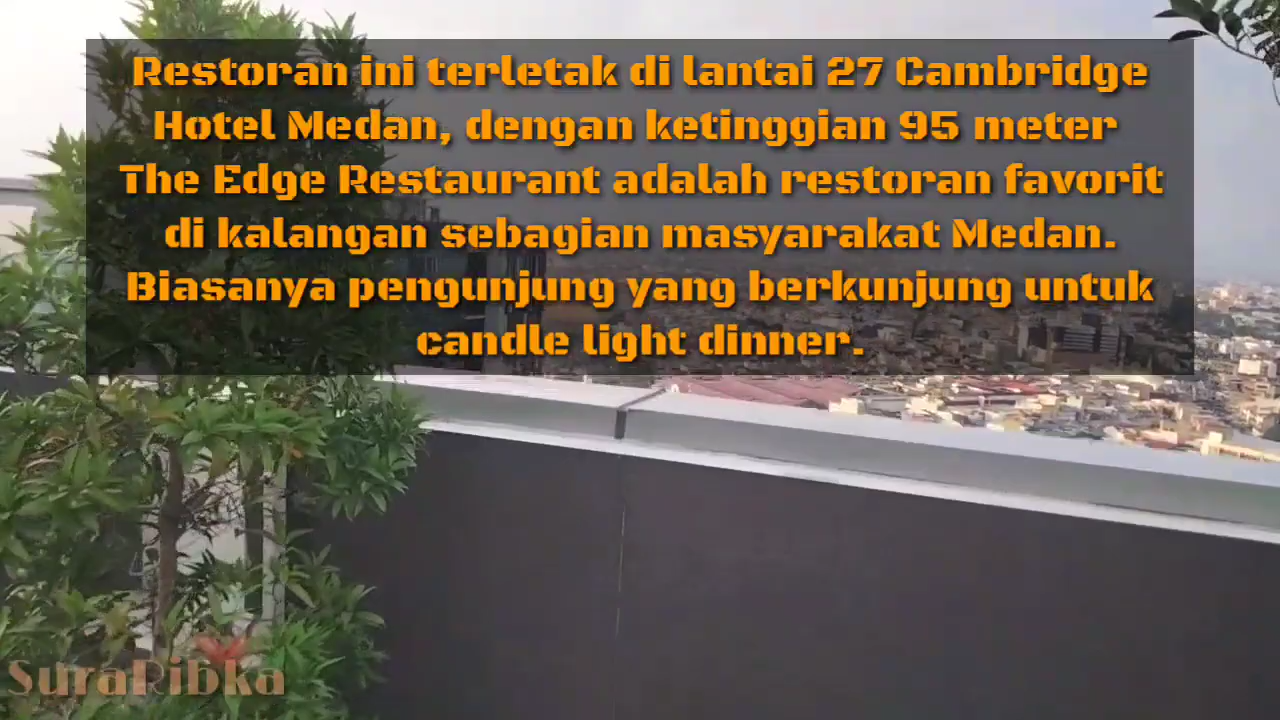 Restoran ini terletak di lantai 27 Cambridge
Hotel Medan, dengan ketinggian 95 meter
The Edge Restaurant adalah restoran favorit
di kalangan sebagian masyarakat Medan.
Biasanya pengunjung yang berkunjung untuk
candle light dinner.
SuraRibka